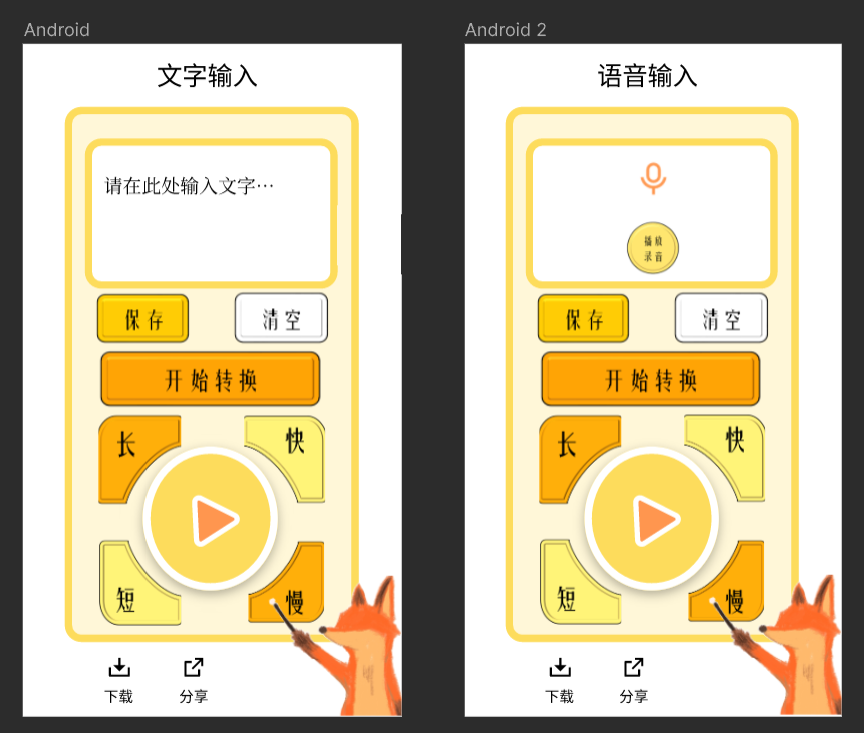 Android
文字输入
请在此处输入文字…
保存
清空
开始转换
长
快
短
慢
下载
分享
Android 2
语音输入
播放
录音
保存
清空
开始转换
长
快
短
慢
下载
分享